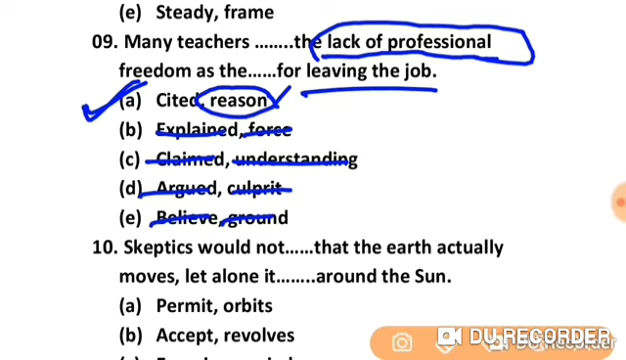 (e) Steady, frame
09. Many teachers ........the lack of professional
freedom as the......for leaving the job.
(a) Cited, reason
(b) Explained, force
(c) Claimed, understanding
(d) Argued, culprit
(e) Believe, ground
10. Skeptics would not......that the earth actually
moves, let alone it........around the Sun.
(a) Permit, orbits
(b) Accept, revolves
DU RECORDER